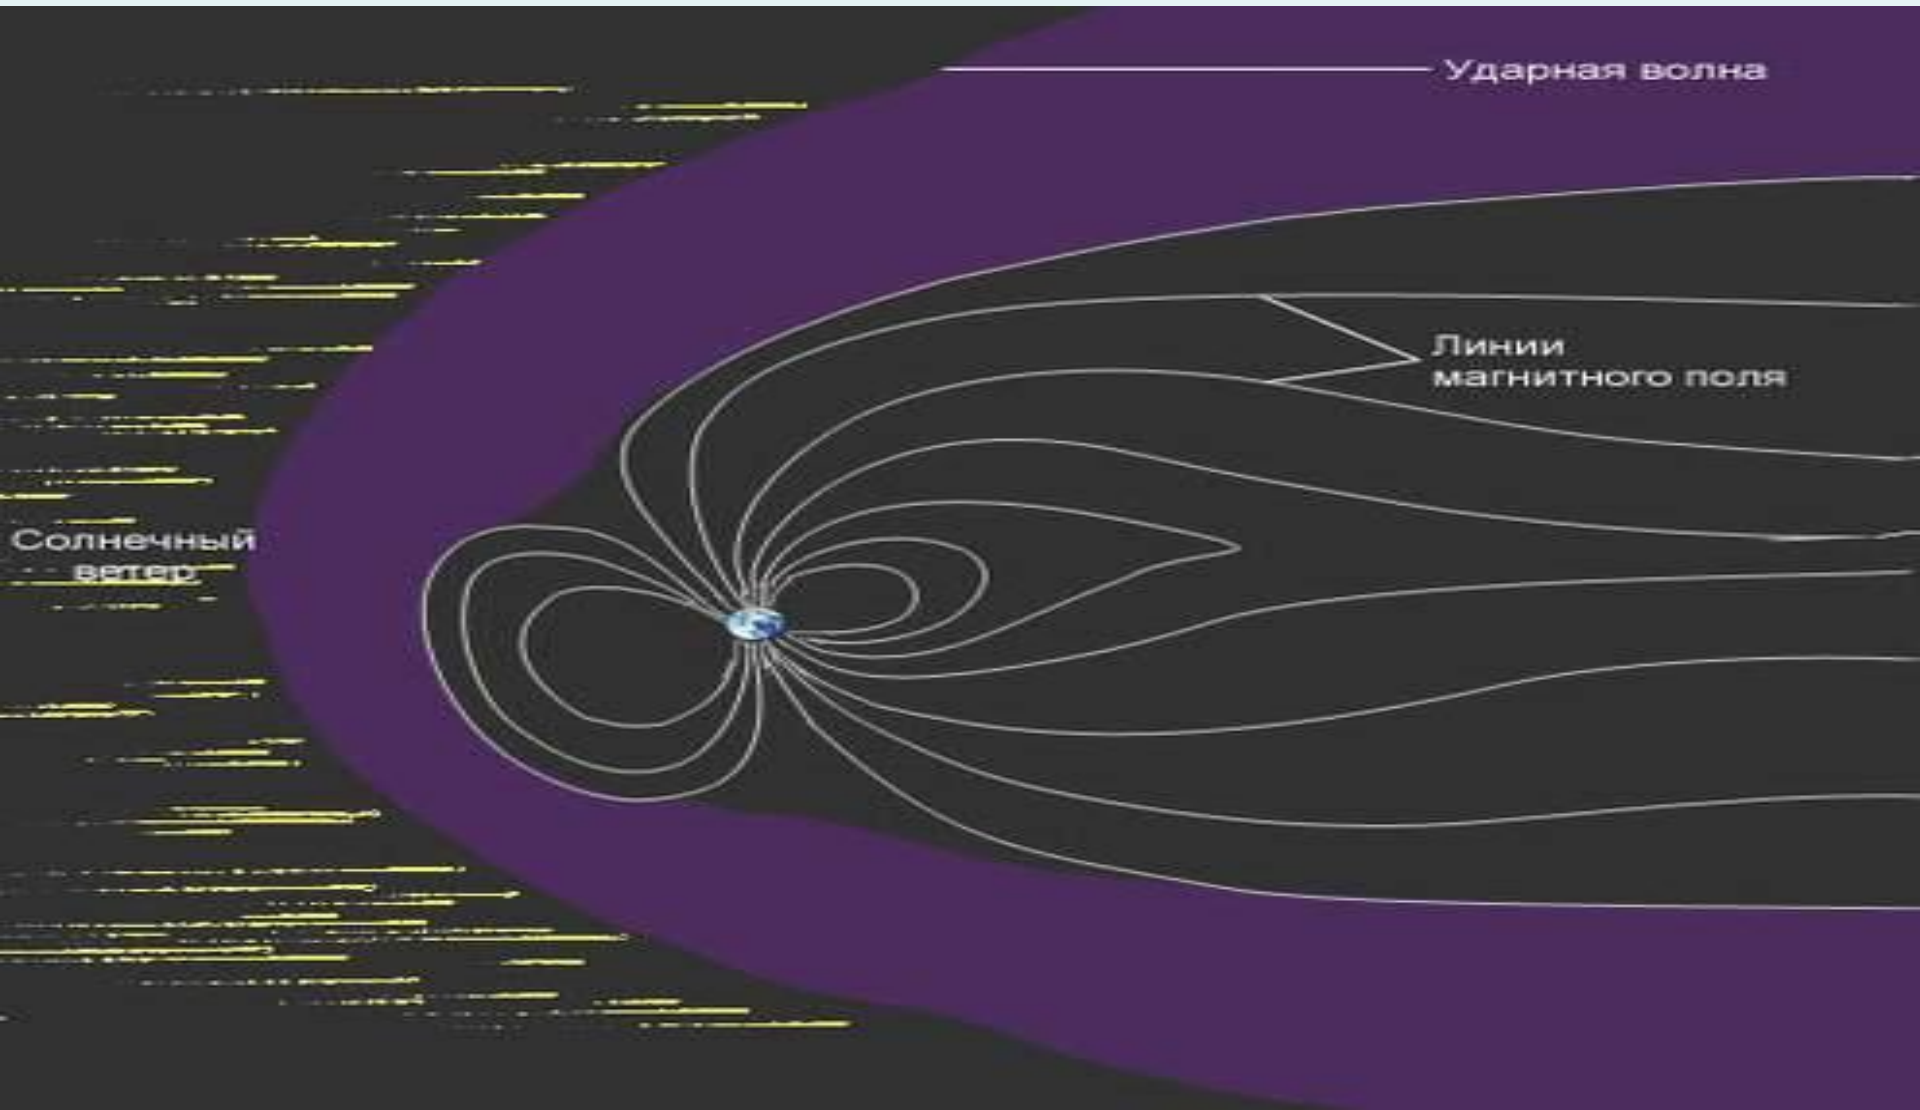 Ударная волна
Линии
магнитного поля
Солнечный
ветер